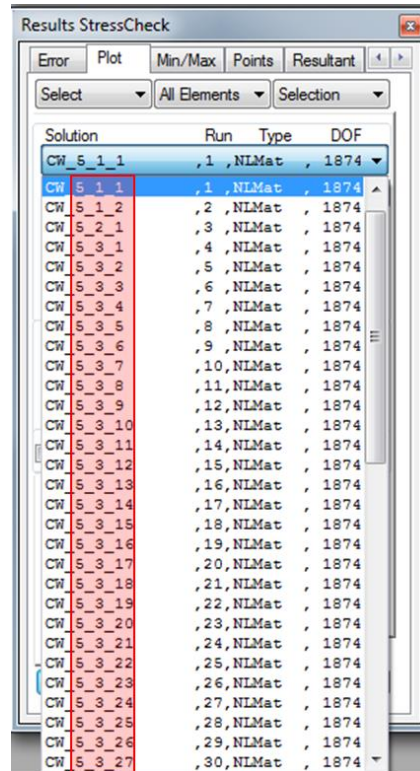 Results StressCheck
Error Plot Min/Max Points Resultant
Select All Elements Selection
Solution Run Type DOF
CW_5_1_1 ,1 ,NLMat , 1874
CW_5_1_1 ,1 ,NLMat , 1874
CW_5_1_2 ,2 ,NLMat , 1874
CW_5_2_1 ,3 ,NLMat , 1874
CW_5_3_1 ,4 ,NLMat , 1874
CW_5_3_2 ,5 ,NLMat , 1874
CW_5_3_3 ,6 ,NLMat , 1874
CW_5_3_4 ,7 ,NLMat , 1874
CW_5_3_5 ,8 ,NLMat , 1874
CW_5_3_6 ,9 ,NLMat , 1874
CW_5_3_7 ,10,NLMat , 1874
CW_5_3_8 ,11,NLMat , 1874
CW_5_3_9 ,12,NLMat , 1874
CW_5_3_10 ,13,NLMat , 1874
CW_5_3_11 ,14,NLMat , 1874
CW_5_3_12 ,15,NLMat , 1874
CW_5_3_13 ,16,NLMat , 1874
CW_5_3_14 ,17,NLMat , 1874
CW_5_3_15 ,18,NLMat , 1874
CW_5_3_16 ,19,NLMat , 1874
CW_5_3_17 ,20,NLMat , 1874
CW_5_3_18 ,21,NLMat , 1874
CW_5_3_19 ,22,NLMat , 1874
CW_5_3_20 ,23,NLMat , 1874
CW_5_3_21 ,24,NLMat , 1874
CW_5_3_22 ,25,NLMat , 1874
CW_5_3_23 ,26,NLMat , 1874
CW_5_3_24 ,27,NLMat , 1874
CW_5_3_25 ,28,NLMat , 1874
CW_5_3_26 ,29,NLMat , 1874
CW_5_3_27 ,30,NLMat , 1874